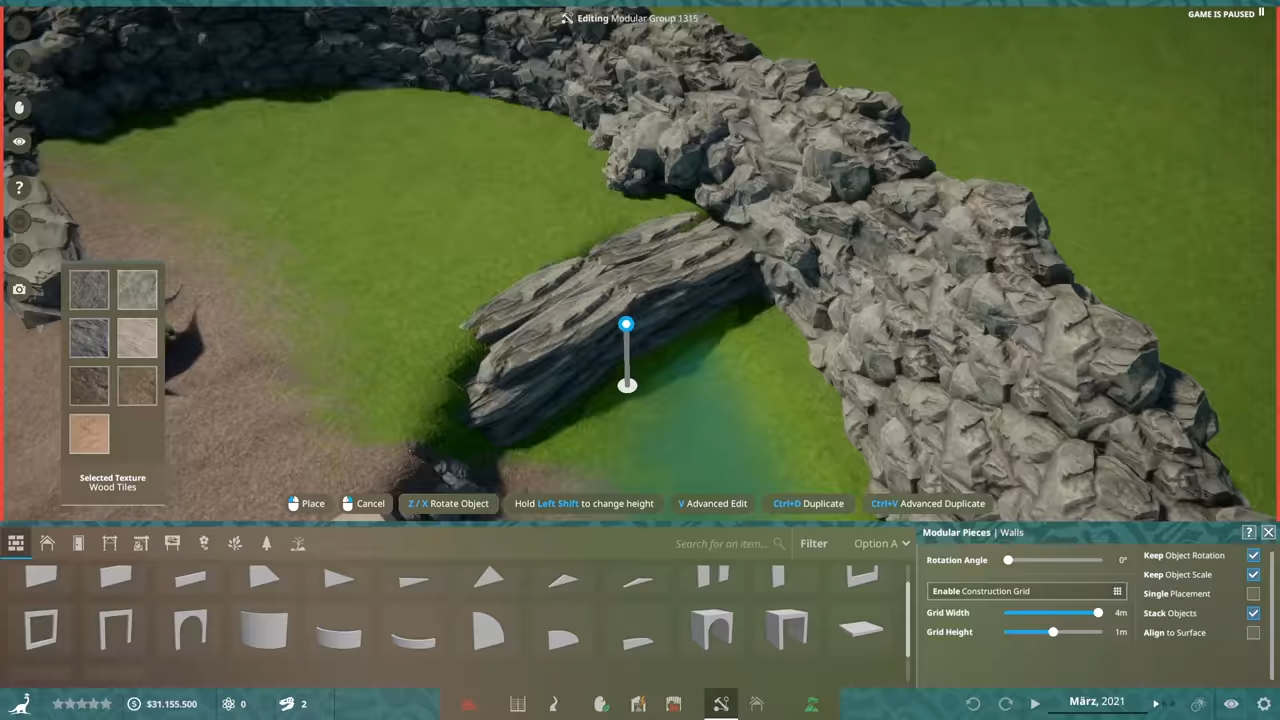 Editing Modular Group 1315
GAME IS PAUSED
?
Selected Texture
Wood Tiles
Place
Cancel
Z / X Rotate Object
Hold Left Shift to change height
V Advanced Edit
Ctrl+D Duplicate
Ctrl+V Advanced Duplicate
Search for an item...
Filter
Option A
Modular Pieces | Walls
?
Rotation Angle
0°
Keep Object Rotation
Keep Object Scale
Enable Construction Grid
Single Placement
Grid Width
4m
Stack Objects
Grid Height
1m
Align to Surface
$31.155.500
0
2
März, 2021